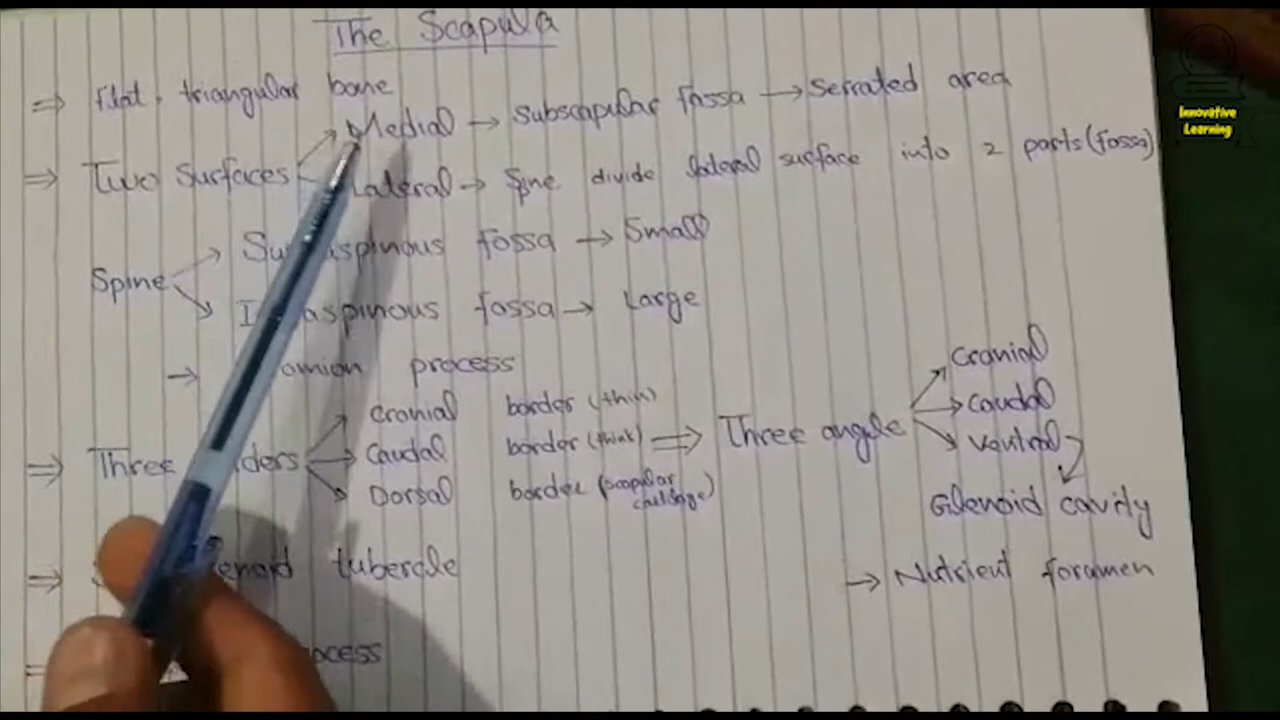 The Scapula
⇒ Flat, triangular bone
⇒ Two Surfaces → Medial → Subscapular fossa → Serrated area
Lateral → Spine divide lateral surface into 2 parts (fossa)
Spine → fossa → Small
→ fossa → Large
→ process
⇒ Three → Cranial border (thin)
→ Caudal border
→ Dorsal border (scapular
⇒ Three angle → Cranial
→ Caudal
→ Ventral
Glenoid cavity
⇒ tubercle
→ Nutrient foramen
Innovative
Learning